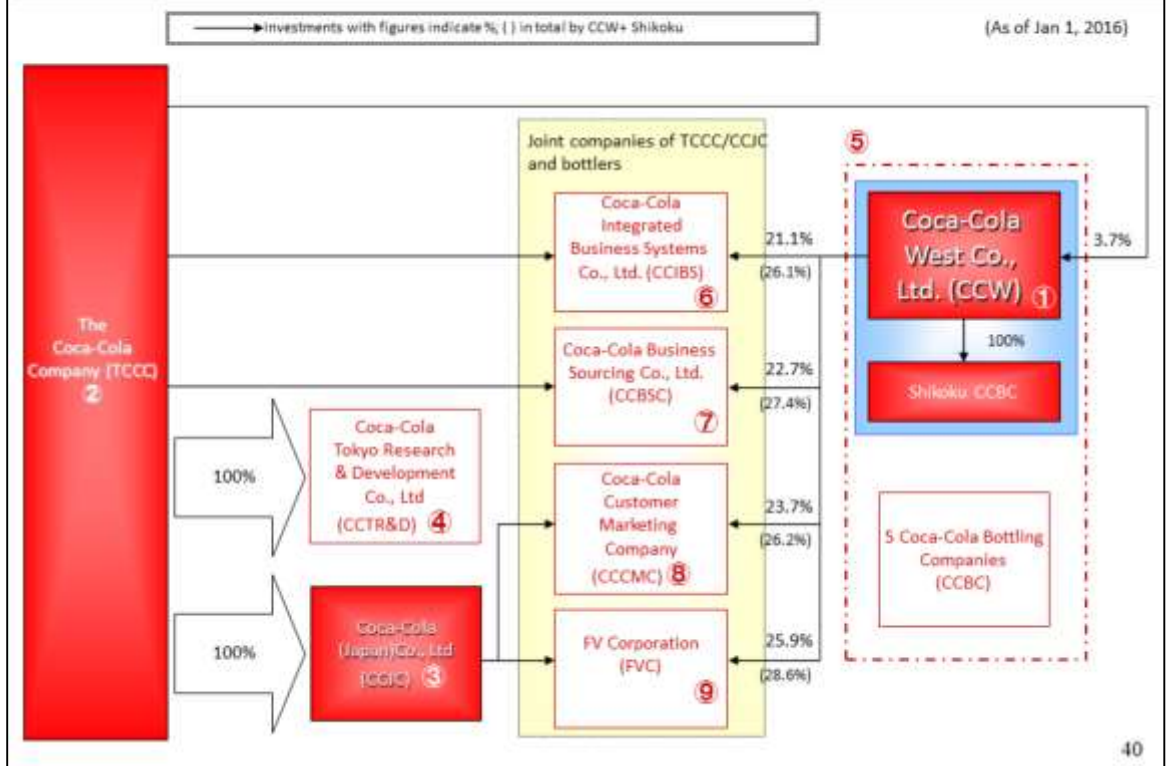 Investments with figures indicate %, ( ) in total by CCW+ Shikoku
(As of Jan 1, 2016)
Joint companies of TCCC/CCJC
and bottlers
⑤
The
Coca-Cola
Company (TCCC)
②
Coca-Cola
Integrated
Business Systems
Co., Ltd. (CCIBS)
⑥
21.1%
(26.1%)
Coca-Cola
West Co.,
Ltd. (CCW) ①
3.7%
100%
Shikoku CCBC
Coca-Cola Business
Sourcing Co., Ltd.
(CCBSC)
⑦
22.7%
(27.4%)
100%
Coca-Cola
Tokyo Research
& Development
Co., Ltd
(CCTR&D) ④
Coca-Cola
Customer
Marketing
Company
(CCCMC) ⑧
23.7%
(26.2%)
5 Coca-Cola Bottling
Companies
(CCBC)
100%
Coca-Cola
(Japan)Co., Ltd
(CCJC) ③
FV Corporation
(FVC)
⑨
25.9%
(28.6%)
40